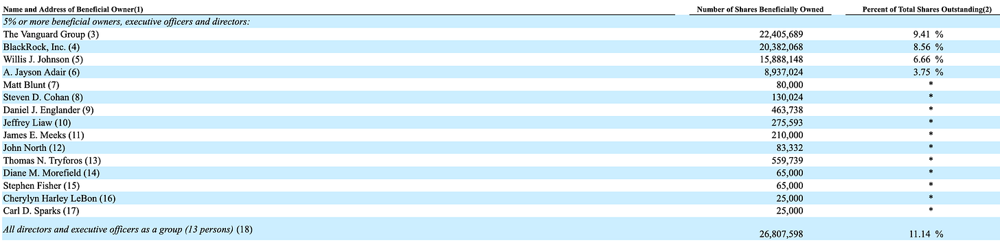 Name and Address of Beneficial Owner(1) Number of Shares Beneficially Owned Percent of Total Shares Outstanding(2)
5% or more beneficial owners, executive officers and directors:
The Vanguard Group (3) 22,405,689 9.41 %
BlackRock, Inc. (4) 20,382,068 8.56 %
Willis J. Johnson (5) 15,888,148 6.66 %
A. Jayson Adair (6) 8,937,024 3.75 %
Matt Blunt (7) 80,000 *
Steven D. Cohan (8) 130,024 *
Daniel J. Englander (9) 463,738 *
Jeffrey Liaw (10) 275,593 *
James E. Meeks (11) 210,000 *
John North (12) 83,332 *
Thomas N. Tryforos (13) 559,739 *
Diane M. Morefield (14) 65,000 *
Stephen Fisher (15) 65,000 *
Cherylyn Harley LeBon (16) 25,000 *
Carl D. Sparks (17) 25,000 *
All directors and executive officers as a group (13 persons) (18) 26,807,598 11.14 %